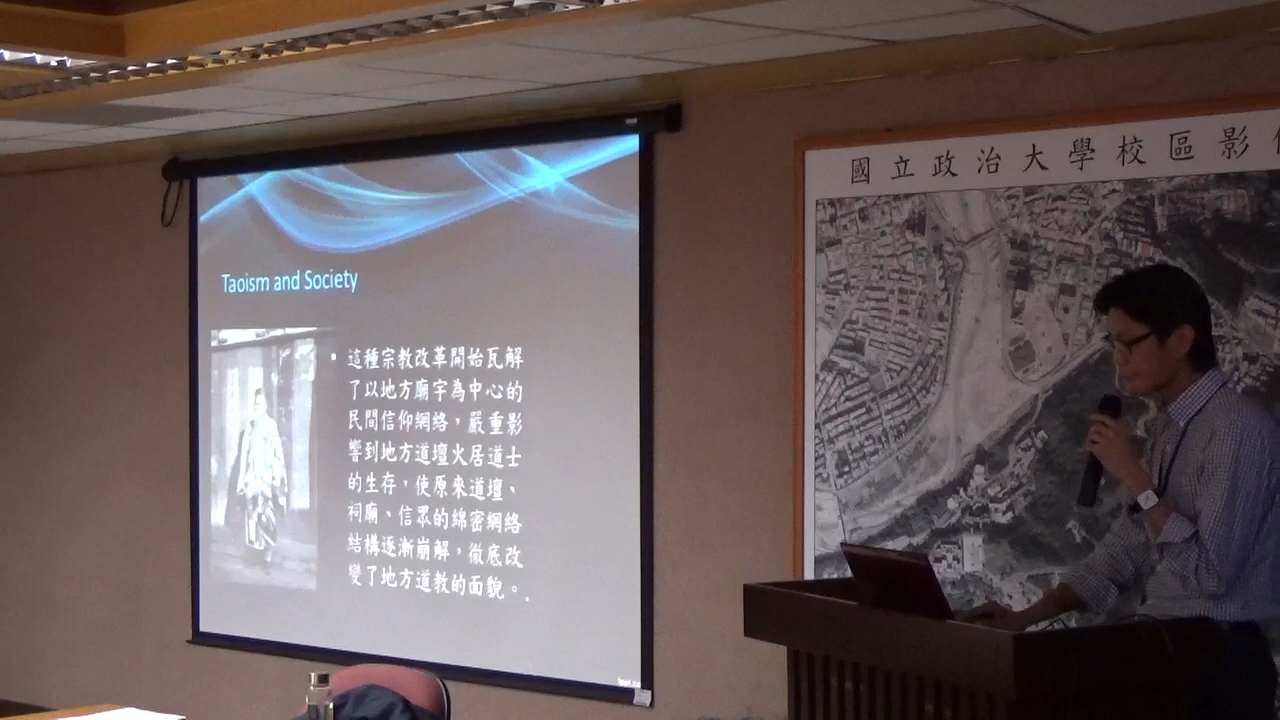 Taoism and Society
• 這種宗教改革開始瓦解
了以地方廟宇為中心的
民間信仰網絡，嚴重影
響到地方道壇火居道士
的生存，使原來道壇、
祠廟、信眾的綿密網絡
結構逐漸崩解，徹底改
變了地方道教的面貌。.
國立政治大學校區影